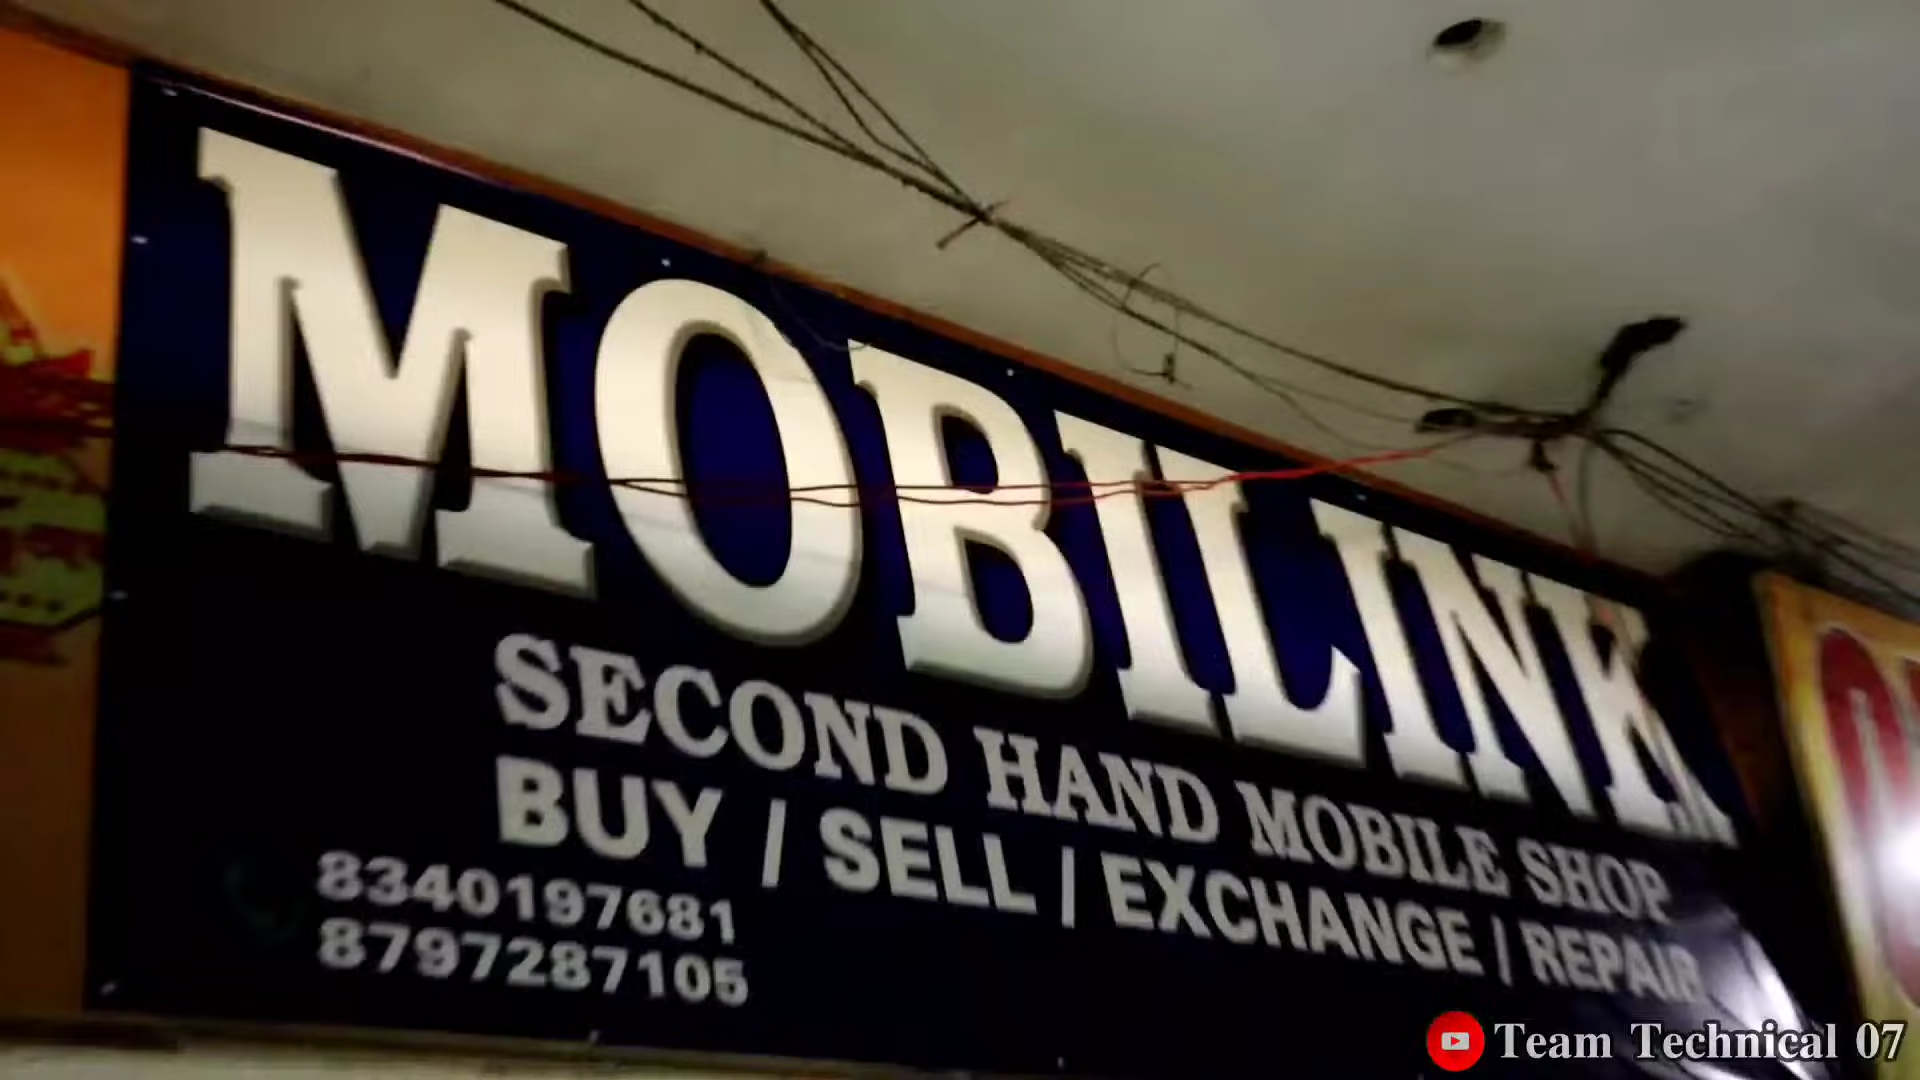 MOBILINK
SECOND HAND MOBILE SHOP
BUY / SELL / EXCHANGE / REPAIR
8340197681
8797287105
Team Technical 07